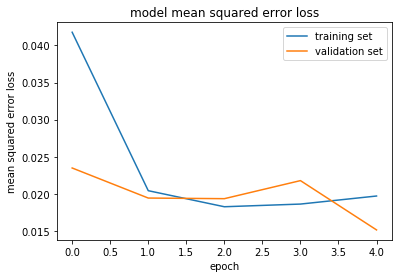 model mean squared error loss
training set
validation set
mean squared error loss
0.040
0.035
0.030
0.025
0.020
0.015
0.0 0.5 1.0 1.5 2.0 2.5 3.0 3.5 4.0
epoch